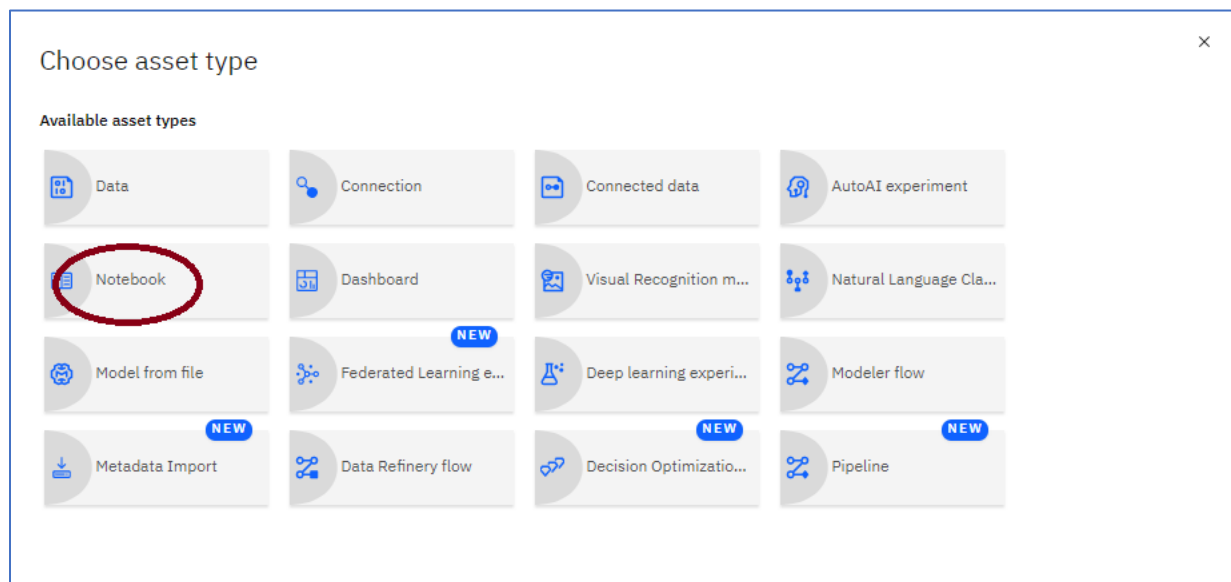 Choose asset type
Available asset types
Data
Connection
Connected data
AutoAI experiment
Notebook
Dashboard
Visual Recognition m...
Natural Language Cla...
NEW
Model from file
Federated Learning e...
Deep learning experi...
Modeler flow
NEW
NEW
NEW
Metadata Import
Data Refinery flow
Decision Optimizatio...
Pipeline